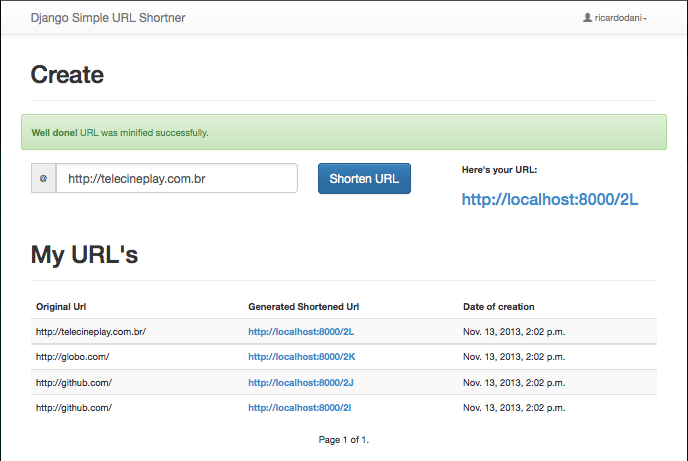 Django Simple URL Shortner ricardodani
Create
Well done! URL was minified successfully.
@ http://telecineplay.com.br Shorten URL
Here's your URL:
http://localhost:8000/2L
My URL's
Original Url Generated Shortened Url Date of creation
http://telecineplay.com.br/ http://localhost:8000/2L Nov. 13, 2013, 2:02 p.m.
http://globo.com/ http://localhost:8000/2K Nov. 13, 2013, 2:02 p.m.
http://github.com/ http://localhost:8000/2J Nov. 13, 2013, 2:02 p.m.
http://github.com/ http://localhost:8000/2I Nov. 13, 2013, 2:02 p.m.
Page 1 of 1.